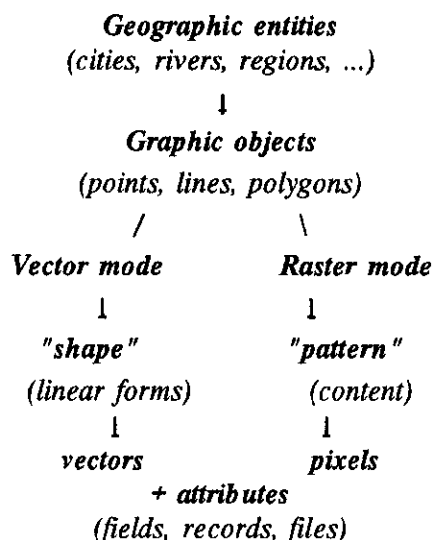 Geographic entities
(cities, rivers, regions, ...)
↓
Graphic objects
(points, lines, polygons)
/ \
Vector mode Raster mode
↓ ↓
"shape" "pattern"
(linear forms) (content)
↓ ↓
vectors pixels
+ attributes
(fields, records, files)